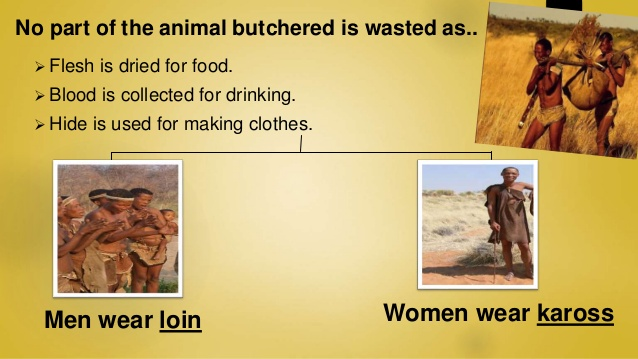 No part of the animal butchered is wasted as..
Flesh is dried for food.
Blood is collected for drinking.
Hide is used for making clothes.
Men wear loin
Women wear kaross